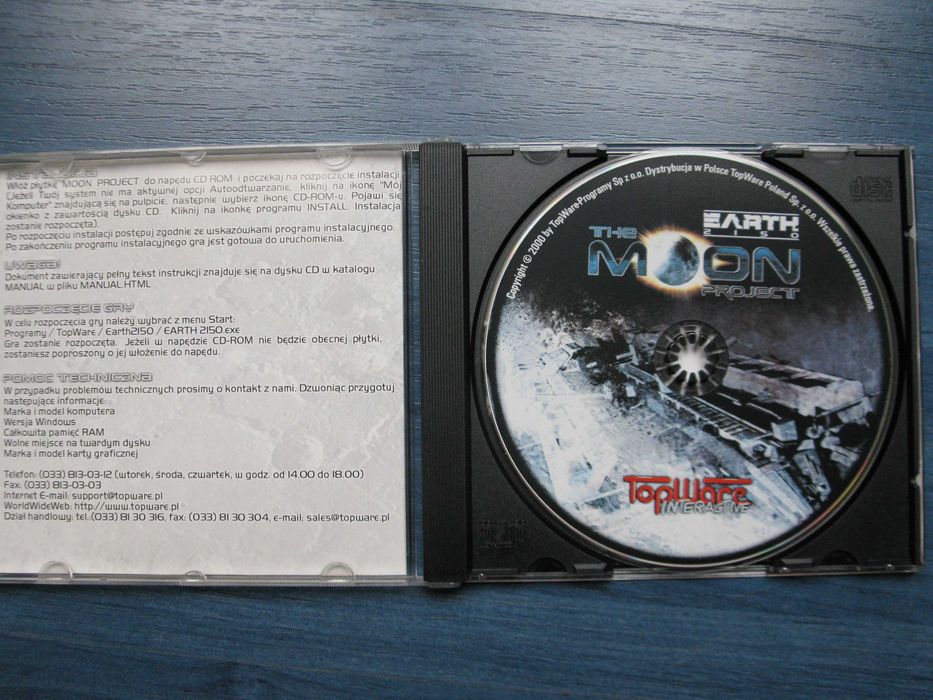 INSTALACJA
Włóż płytkę "MOON PROJECT" do napędu CD ROM i poczekaj na rozpoczęcie instalacji
(Jeżeli Twój system nie ma aktywnej opcji Autoodtwarzanie, kliknij na ikonę "Mój
Komputer" znajdującą się na pulpicie, następnie wybierz ikonę CD-ROM-u. Pojawi się
okienko z zawartością dysku CD. Kliknij na ikonkę programu INSTALL. Instalacja
zostanie rozpoczęta).
Po rozpoczęciu instalacji postępuj zgodnie ze wskazówkami programu instalacyjnego.
Po zakończeniu programu instalacyjnego gra jest gotowa do uruchomienia.
UWAGA!
Dokument zawierający pełny tekst instrukcji znajduje się na dysku CD w katalogu
MANUAL w pliku MANUAL.HTML
ROZPOCZĘCIE GRY
W celu rozpoczęcia gry należy wybrać z menu Start:
Programy / TopWare / Earth2150 / EARTH 2150.exe
Gra zostanie rozpoczęta. Jeżeli w napędzie CD-ROM nie będzie obecnej płytki,
zostaniesz poproszony o jej włożenie do napędu.
POMOC TECHNICZNA
W przypadku problemów technicznych prosimy o kontakt z nami. Dzwoniąc przygotuj
następujące informacje:
Marka i model komputera
Wersja Windows
Całkowita pamięć RAM
Wolne miejsce na twardym dysku
Marka i model karty graficznej
Telefon: (033) 813-03-12 (wtorek, środa, czwartek, w godz. od 14.00 do 18.00)
Fax: (033) 813-03-03
Internet E-mail: support@topware.pl
WorldWideWeb: http://www.topware.pl
Dział handlowy: tel.:(033) 81 30 316, fax: (033) 81 30 304, e-mail: sales@topware.pl
Copyright © 2000 by TopWare-Programy Sp z o.o. Dystrybucja w Polsce TopWare Poland Sp. z o.o. Wszelkie prawa zastrzeżone.
EARTH
2150
THE
MOON
PROJECT
TOPWARE
INTERACTIVE
disc